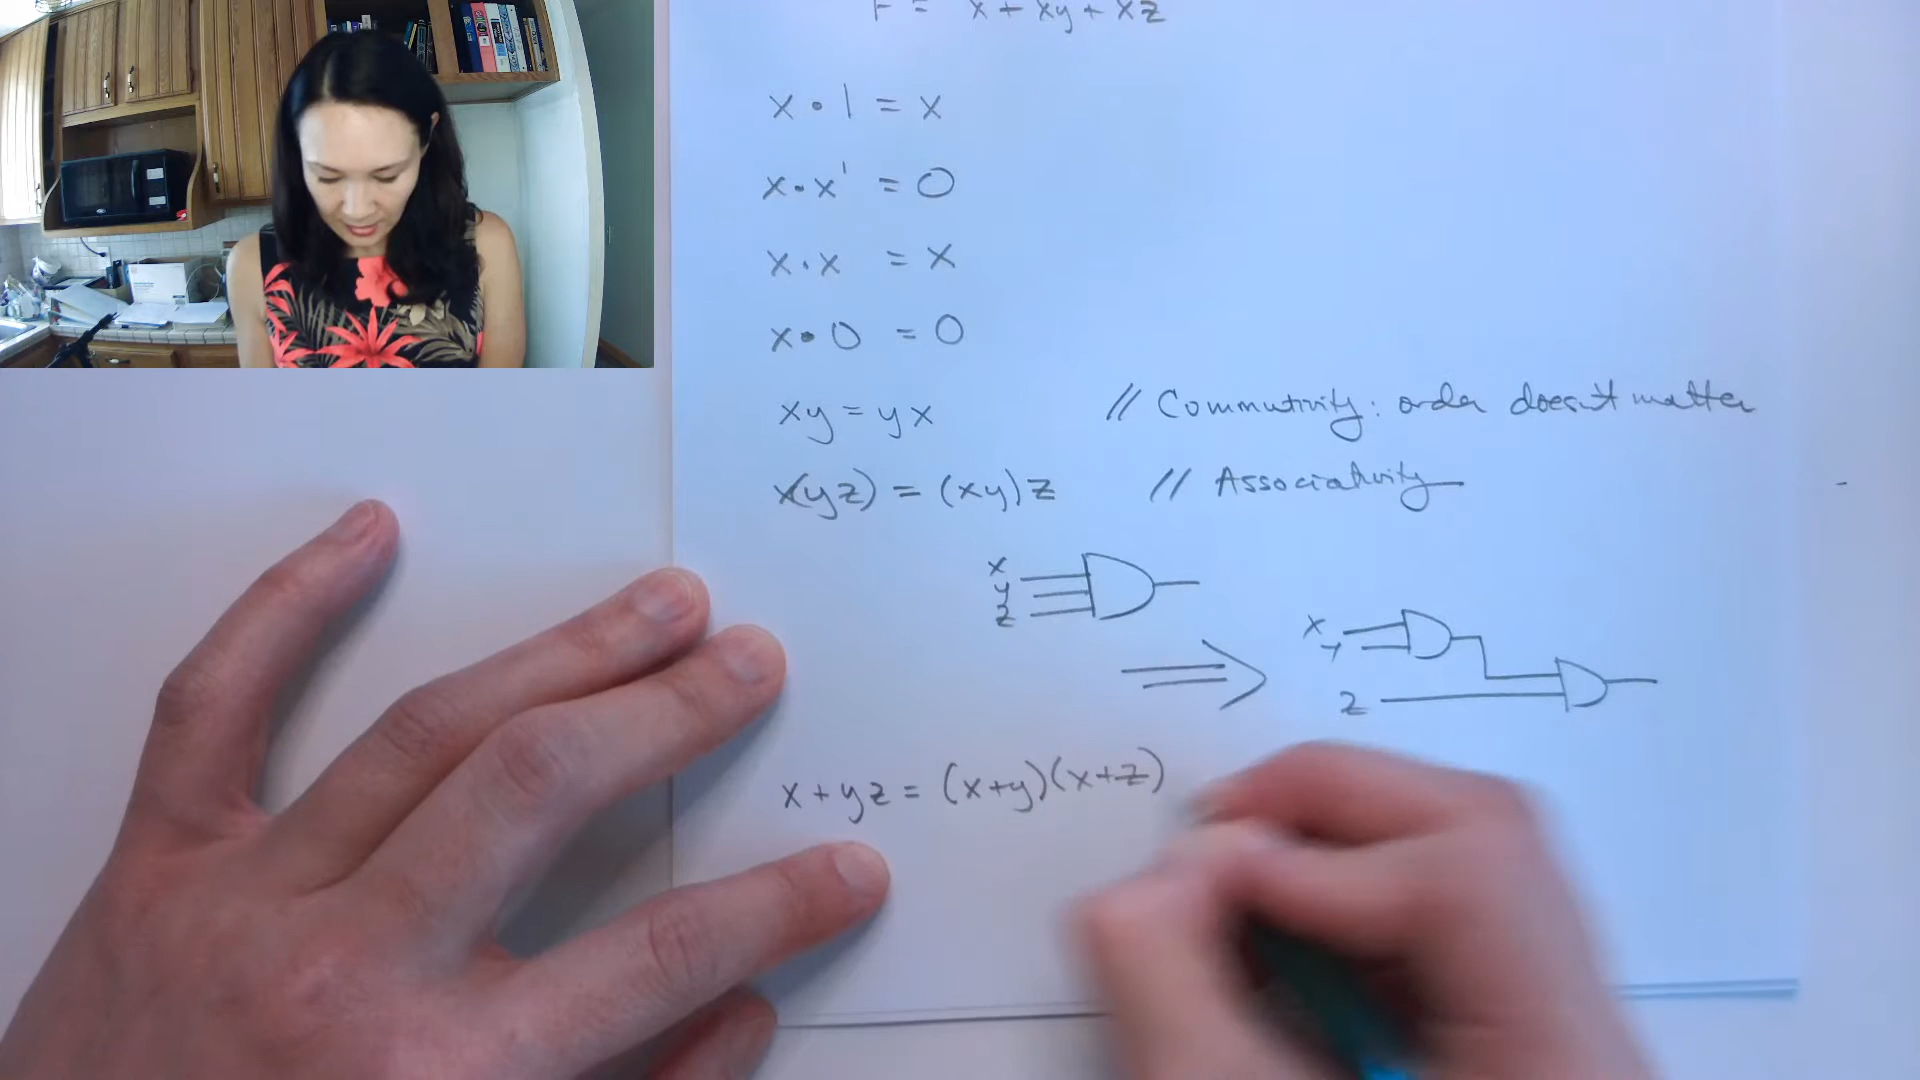 F = x + xy + xz
x • 1 = x
x • x' = 0
x • x = x
x • 0 = 0
xy = yx // Commutivity: order doesn't matter
x(yz) = (xy)z // Associativity
x
y
z
x
y
z
x + yz = (x+y)(x+z)